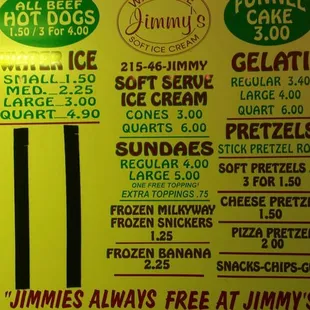 ALL BEEF
HOT DOGS
1.50 / 3 For 4.00
WATER ICE
SMALL 1.50
MED. 2.25
LARGE 3.00
QUART 4.90
Jimmy's
SOFT ICE CREAM
215-46-JIMMY
SOFT SERVE
ICE CREAM
CONES 3.00
QUARTS 6.00
SUNDAES
REGULAR 4.00
LARGE 5.00
ONE FREE TOPPING!
EXTRA TOPPINGS .75
FROZEN MILKYWAY
FROZEN SNICKERS
1.25
FROZEN BANANA
2.25
FUNNEL
CAKE
3.00
GELATI
REGULAR 3.40
LARGE 4.00
QUART 6.00
PRETZELS
STICK PRETZEL RO
SOFT PRETZELS
3 FOR 1.50
CHEESE PRETZE
1.50
PIZZA PRETZE
2 00
SNACKS-CHIPS-G
"JIMMIES ALWAYS FREE AT JIMMY'S